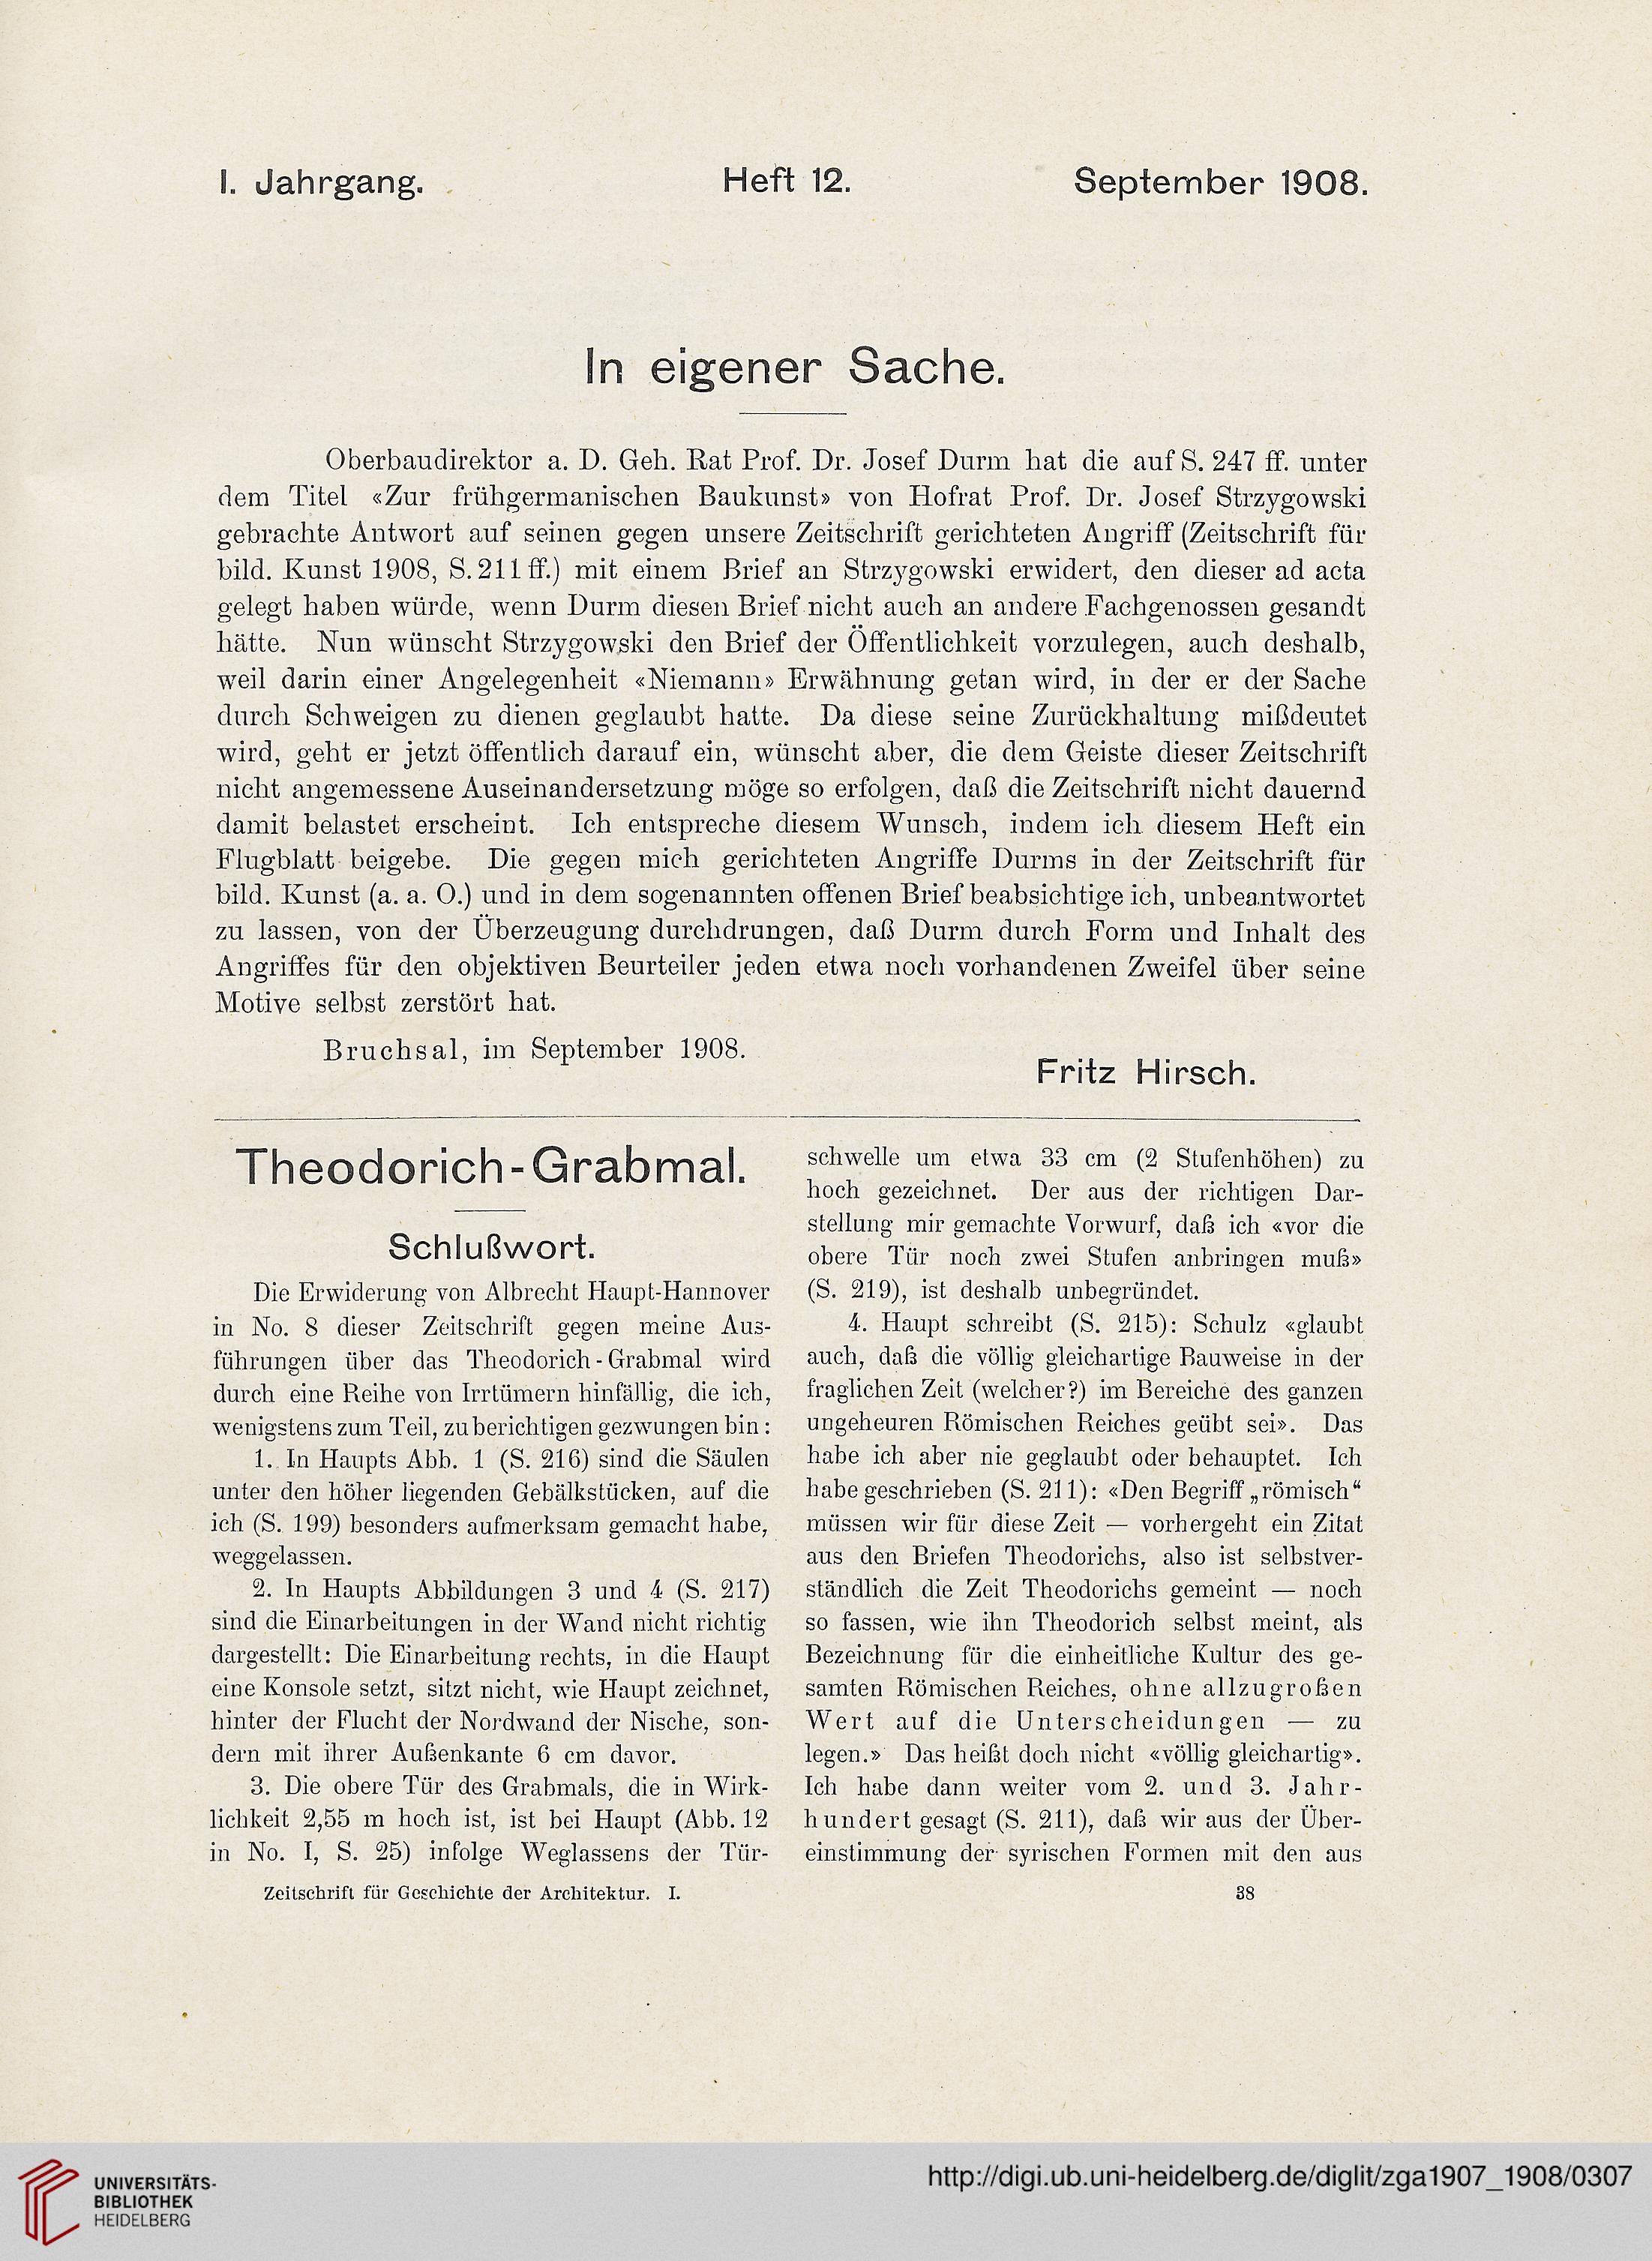 I. Jahrgang. Heft 12. September 1908.
In eigener Sache.
Oberbaudirektor a. D. Geh. Rat Prof. Dr. Josef Durm hat die auf S. 247 ff. unter
dem Titel «Zur frühgermanischen Baukunst» von Hofrat Prof. Dr. Josef Strzygowski
gebrachte Antwort auf seinen gegen unsere Zeitschrift gerichteten Angriff (Zeitschrift für
bild. Kunst 1908, S. 211 ff.) mit einem Brief an Strzygowski erwidert, den dieser ad acta
gelegt haben würde, wenn Durm diesen Brief nicht auch an andere Fachgenossen gesandt
hätte. Nun wünscht Strzygowski den Brief der Öffentlichkeit vorzulegen, auch deshalb,
weil darin einer Angelegenheit «Niemann» Erwähnung getan wird, in der er der Sache
durch Schweigen zu dienen geglaubt hatte. Da diese seine Zurückhaltung mißdeutet
wird, geht er jetzt öffentlich darauf ein, wünscht aber, die dem Geiste dieser Zeitschrift
nicht angemessene Auseinandersetzung möge so erfolgen, daß die Zeitschrift nicht dauernd
damit belastet erscheint. Ich entspreche diesem Wunsch, indem ich diesem Heft ein
Flugblatt beigebe. Die gegen mich gerichteten Angriffe Durms in der Zeitschrift für
bild. Kunst (a. a. O.) und in dem sogenannten offenen Brief beabsichtige ich, unbeantwortet
zu lassen, von der Überzeugung durchdrungen, daß Durm durch Form und Inhalt des
Angriffes für den objektiven Beurteiler jeden etwa noch vorhandenen Zweifel über seine
Motive selbst zerstört hat.
Bruchsal, im September 1908.
Fritz Hirsch.
Theodorich-Grabmal.
Schlußwort.
Die Erwiderung von Albrecht Haupt-Hannover
in No. 8 dieser Zeitschrift gegen meine Aus-
führungen über das Theodorich-Grabmal wird
durch eine Reihe von Irrtümern hinfällig, die ich,
wenigstens zum Teil, zu berichtigen gezwungen bin:
1. In Haupts Abb. 1 (S. 216) sind die Säulen
unter den höher liegenden Gebälkstücken, auf die
ich (S. 199) besonders aufmerksam gemacht habe,
weggelassen.
2. In Haupts Abbildungen 3 und 4 (S. 217)
sind die Einarbeitungen in der Wand nicht richtig
dargestellt: Die Einarbeitung rechts, in die Haupt
eine Konsole setzt, sitzt nicht, wie Haupt zeichnet,
hinter der Flucht der Nordwand der Nische, son-
dern mit ihrer Außenkante 6 cm davor.
3. Die obere Tür des Grabmals, die in Wirk-
lichkeit 2,55 m hoch ist, ist bei Haupt (Abb. 12
in No. I, S. 25) infolge Weglassens der Tür-
schwelle um etwa 33 cm (2 Stufenhöhen) zu
hoch gezeichnet. Der aus der richtigen Dar-
stellung mir gemachte Vorwurf, daß ich «vor die
obere Tür noch zwei Stufen anbringen muß»
(S. 219), ist deshalb unbegründet.
4. Haupt schreibt (S. 215): Schulz «glaubt
auch, daß die völlig gleichartige Bauweise in der
fraglichen Zeit (welcher?) im Bereiche des ganzen
ungeheuren Römischen Reiches geübt sei». Das
habe ich aber nie geglaubt oder behauptet. Ich
habe geschrieben (S. 211): «Den Begriff „römisch“
müssen wir für diese Zeit — vorhergeht ein Zitat
aus den Briefen Theodorichs, also ist selbstver-
ständlich die Zeit Theodorichs gemeint — noch
so fassen, wie ihn Theodorich selbst meint, als
Bezeichnung für die einheitliche Kultur des ge-
samten Römischen Reiches, ohne allzugroßen
Wert auf die Unterscheidungen — zu
legen.» Das heißt doch nicht «völlig gleichartig».
Ich habe dann weiter vom 2. und 3. Jahr-
hundert gesagt (S. 211), daß wir aus der Über-
einstimmung der syrischen Formen mit den aus
Zeitschrift für Geschichte der Architektur. I. 38
UNIVERSITÄTS-
BIBLIOTHEK
HEIDELBERG
http://digi.ub.uni-heidelberg.de/diglit/zga1907_1908/0307